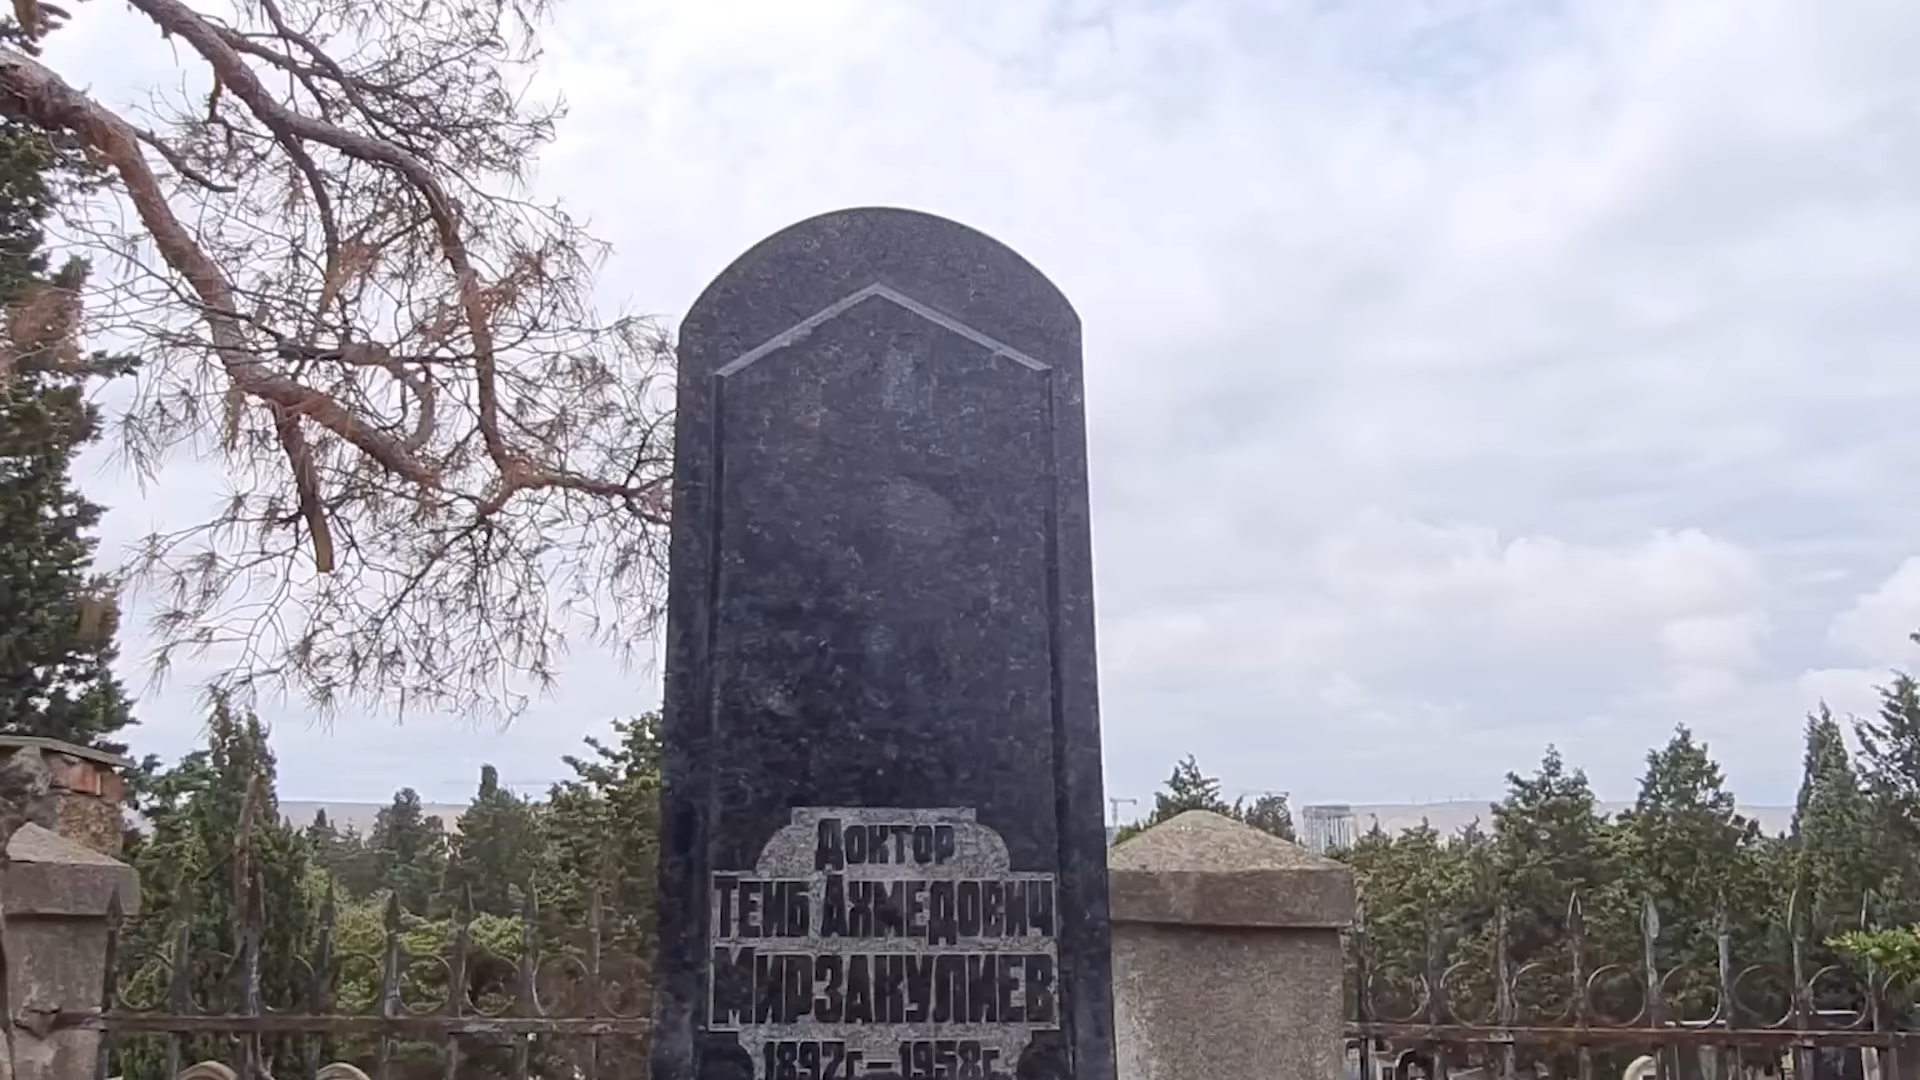 Доктор
Теиб Ахмедович
Мирзакулиев
1892г.–1958г.